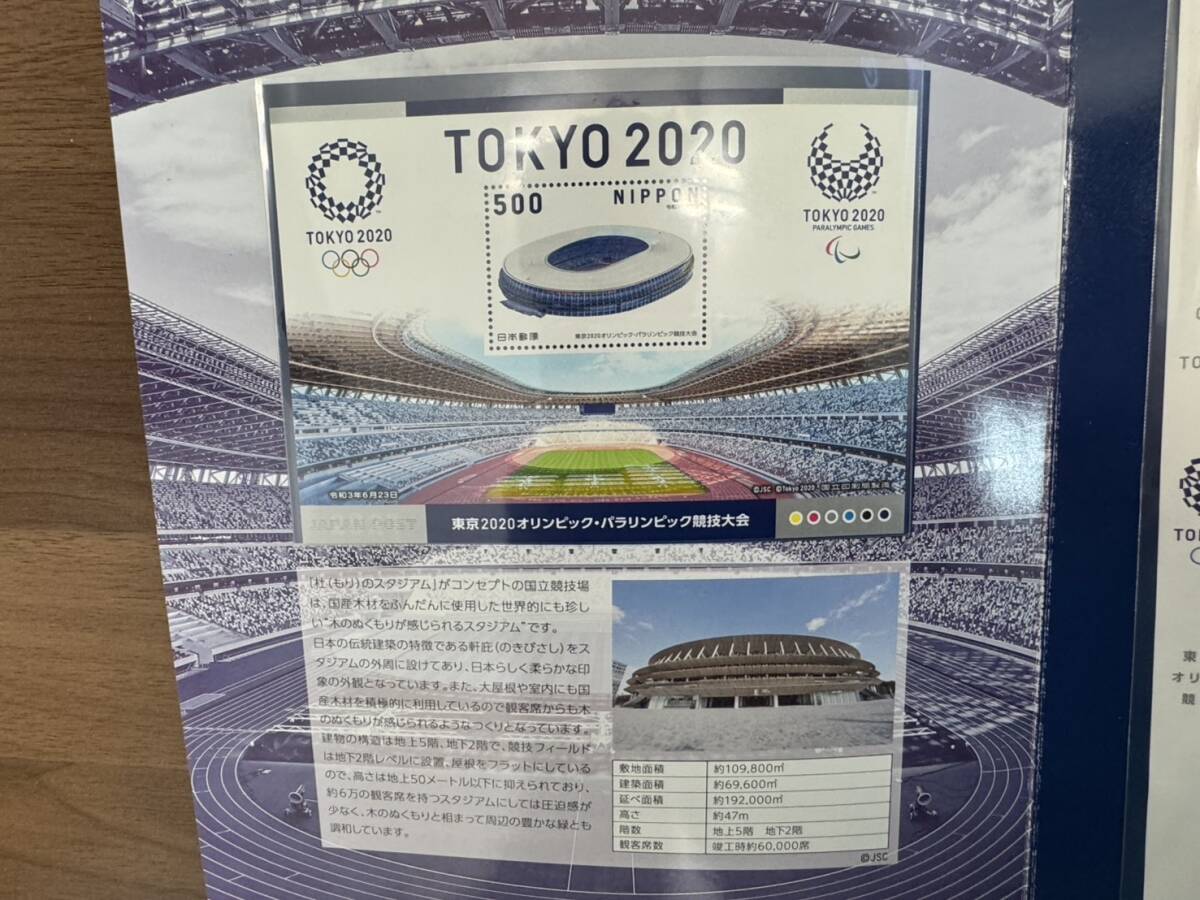 TOKYO 2020
500
NIPPON
TOKYO 2020
TOKYO 2020
PARALYMPIC GAMES
日本郵便
東京2020オリンピック・パラリンピック競技大会
令和3年6月23日
©JSC ©Tokyo 2020 国立印刷局製造
JAPAN POST
東京2020オリンピック・パラリンピック競技大会
「杜(もり)のスタジアム」がコンセプトの国立競技場
は、国産木材をふんだんに使用した世界的にも珍し
い“木のぬくもりが感じられるスタジアム”です。
日本の伝統建築の特徴である軒庇(のきびさし)をス
タジアムの外周に設けてあり、日本らしく柔らかな印
象の外観となっています。また、大屋根や室内にも国
産木材を積極的に利用しているので観客席からも木
のぬくもりが感じられるようなつくりとなっています。
建物の構造は地上5階、地下2階で、競技フィールド
は地下2階レベルに設置、屋根をフラットにしている
ので、高さは地上50メートル以下に抑えられており、
約6万の観客席を持つスタジアムにしては圧迫感が
少なく、木のぬくもりと相まって周辺の豊かな緑とも
調和しています。
敷地面積 約109,800㎡
建築面積 約69,600㎡
延べ面積 約192,000㎡
高さ 約47m
階数 地上5階 地下2階
観客席数 竣工時約60,000席
©JSC
東
オリ
競